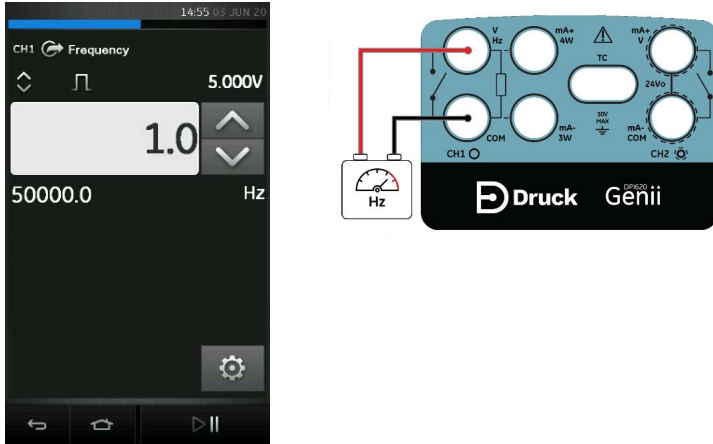 14:55 03 JUN 20
CH1 Frequency
5.000V
1.0
50000.0 Hz
V
Hz
mA+
4W
TC
mA+
V
24Vo
30V
MAX
COM
mA-
3W
mA-
COM
CH1
CH2
Hz
Druck
DPI620
Genii